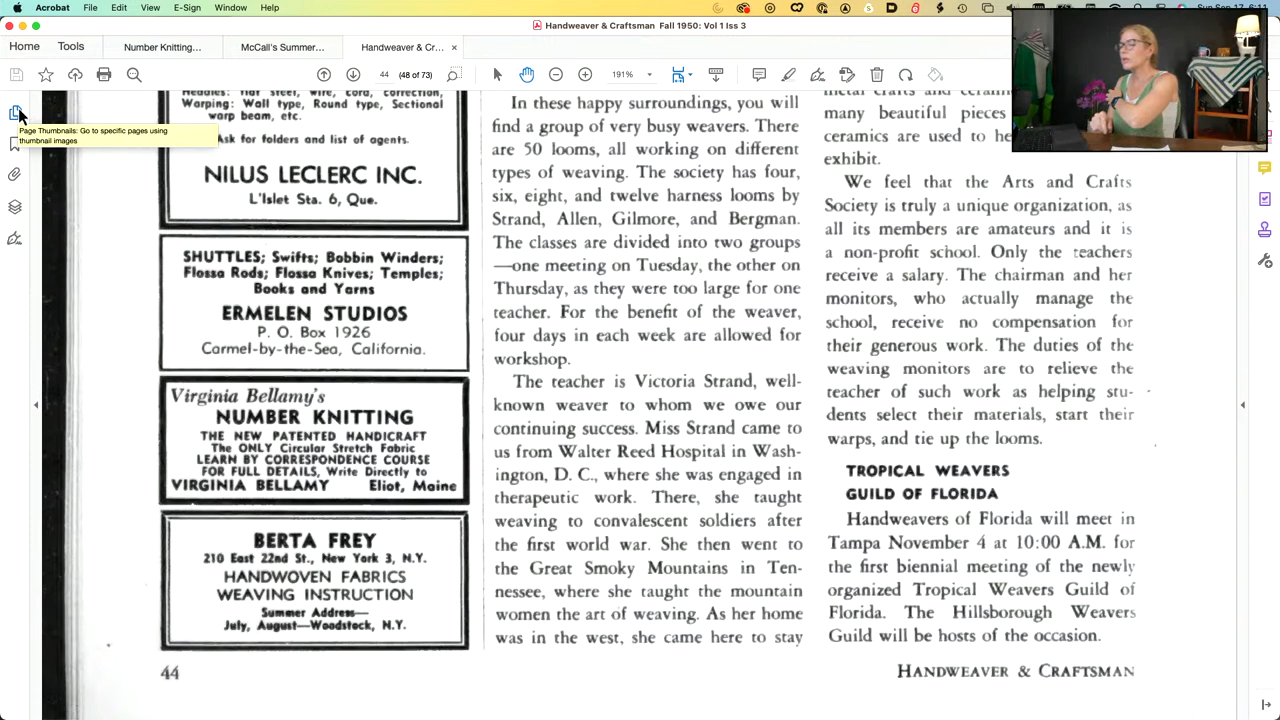 Acrobat File Edit View E-Sign Window Help
Handweaver & Craftsman Fall 1950: Vol 1 Iss 3
Home Tools Number Knitting... McCall's Summer... Handweaver & Cr... ×
44 (48 of 73) 191%
Page Thumbnails: Go to specific pages using
thumbnail images
Heddles: flat steel, wire, cord, correction,
Warping: Wall type, Round type, Sectional
warp beam, etc.
Ask for folders and list of agents.
NILUS LECLERC INC.
L'Islet Sta. 6, Que.
SHUTTLES; Swifts; Bobbin Winders;
Flossa Rods; Flossa Knives; Temples;
Books and Yarns
ERMELEN STUDIOS
P. O. Box 1926
Carmel-by-the-Sea, California.
Virginia Bellamy's
NUMBER KNITTING
THE NEW PATENTED HANDICRAFT
The ONLY Circular Stretch Fabric
LEARN BY CORRESPONDENCE COURSE
FOR FULL DETAILS, Write Directly to
VIRGINIA BELLAMY Eliot, Maine
BERTA FREY
210 East 22nd St., New York 3, N.Y.
HANDWOVEN FABRICS
WEAVING INSTRUCTION
Summer Address—
July, August—Woodstock, N.Y.
44
In these happy surroundings, you will
find a group of very busy weavers. There
are 50 looms, all working on different
types of weaving. The society has four,
six, eight, and twelve harness looms by
Strand, Allen, Gilmore, and Bergman.
The classes are divided into two groups
—one meeting on Tuesday, the other on
Thursday, as they were too large for one
teacher. For the benefit of the weaver,
four days in each week are allowed for
workshop.
The teacher is Victoria Strand, well-
known weaver to whom we owe our
continuing success. Miss Strand came to
us from Walter Reed Hospital in Wash-
ington, D. C., where she was engaged in
therapeutic work. There, she taught
weaving to convalescent soldiers after
the first world war. She then went to
the Great Smoky Mountains in Ten-
nessee, where she taught the mountain
women the art of weaving. As her home
was in the west, she came here to stay
metal crafts and
many beautiful pieces
ceramics are used to
exhibit.
We feel that the Arts and Crafts
Society is truly a unique organization, as
all its members are amateurs and it is
a non-profit school. Only the teachers
receive a salary. The chairman and her
monitors, who actually manage the
school, receive no compensation for
their generous work. The duties of the
weaving monitors are to relieve the
teacher of such work as helping stu-
dents select their materials, start their
warps, and tie up the looms.
TROPICAL WEAVERS
GUILD OF FLORIDA
Handweavers of Florida will meet in
Tampa November 4 at 10:00 A.M. for
the first biennial meeting of the newly
organized Tropical Weavers Guild of
Florida. The Hillsborough Weavers
Guild will be hosts of the occasion.
HANDWEAVER & CRAFTSMAN